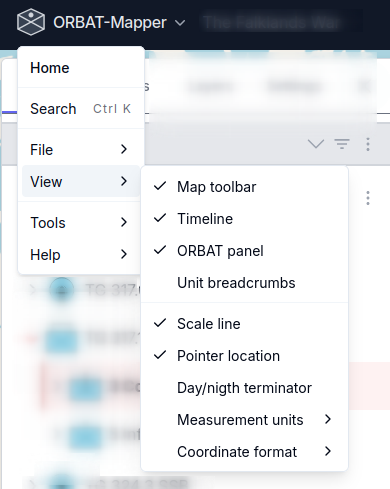 ORBAT-Mapper
Home
Search Ctrl K
File
View
Tools
Help
Map toolbar
Timeline
ORBAT panel
Unit breadcrumbs
Scale line
Pointer location
Day/nigth terminator
Measurement units
Coordinate format